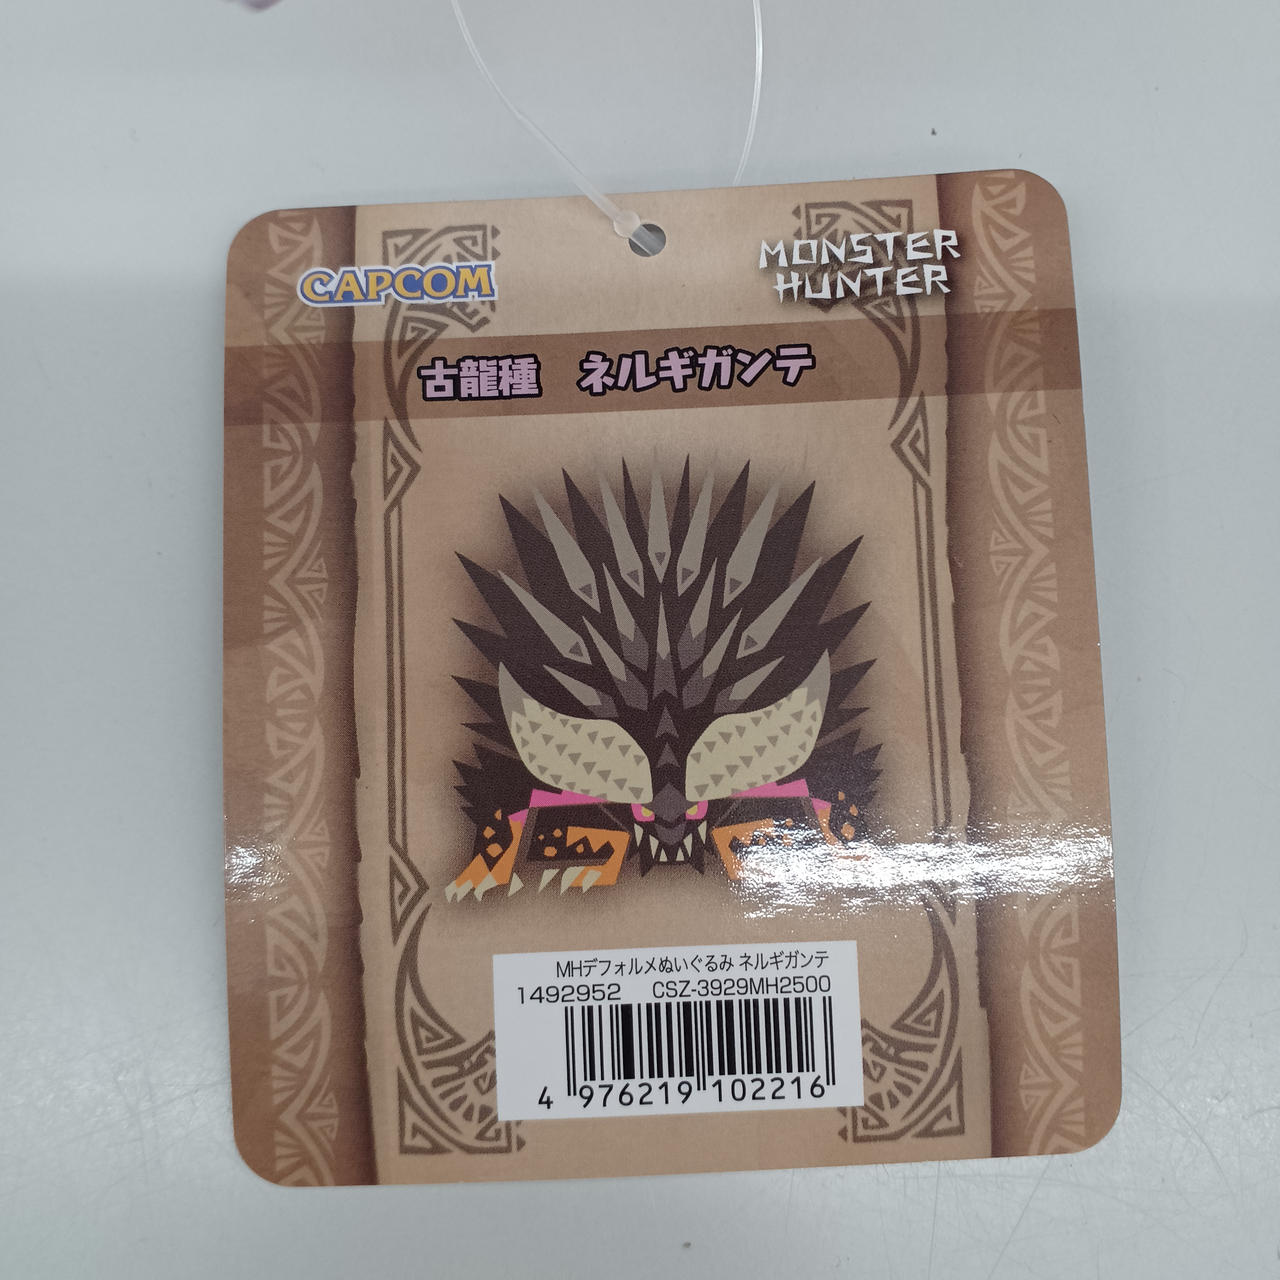 CAPCOM
MONSTER
HUNTER
古龍種　ネルギガンテ
MHデフォルメぬいぐるみ ネルギガンテ
1492952 CSZ-3929MH2500
4 976219 102216